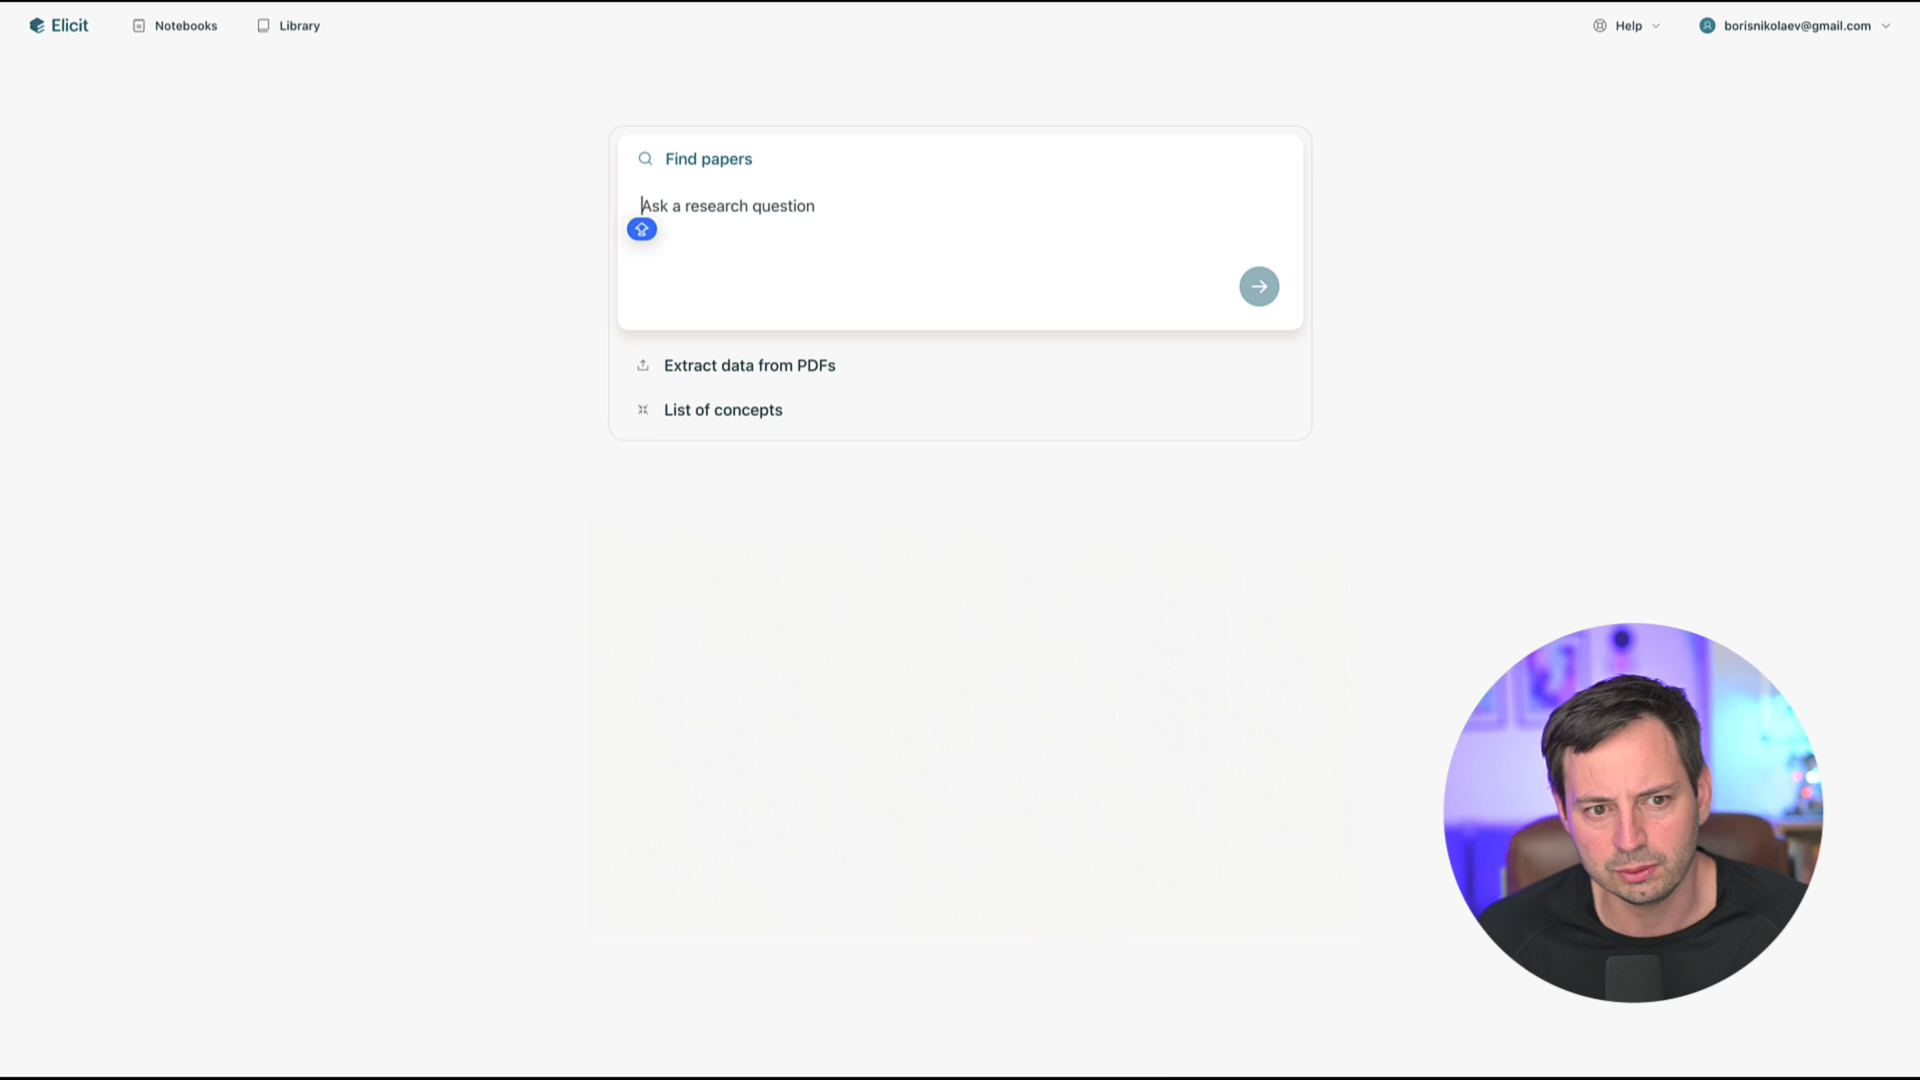 Elicit
Notebooks
Library
Help
borisnikolaev@gmail.com
Find papers
Ask a research question
Extract data from PDFs
List of concepts